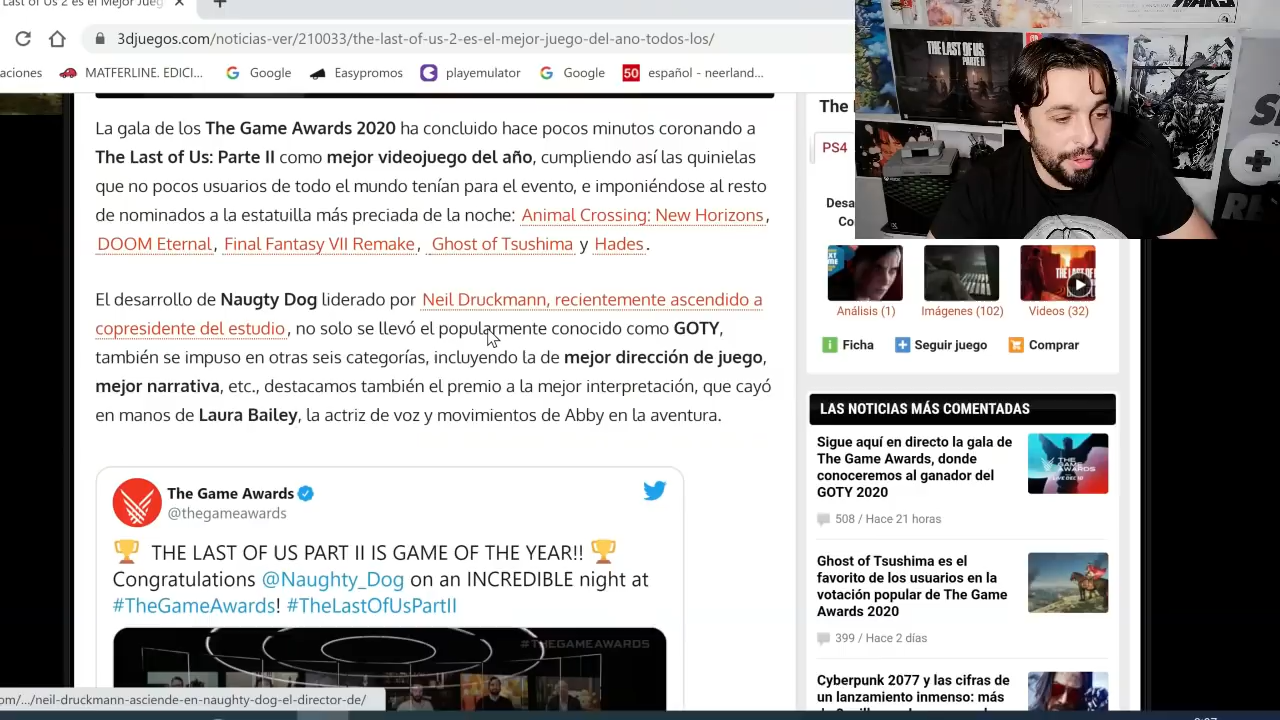 Last of Us 2 es el Mejor Jueg
3djuegos.com/noticias-ver/210033/the-last-of-us-2-es-el-mejor-juego-del-ano-todos-los/
aciones MATFERLINE. EDICI... Google Easypromos playemulator Google 50 español - neerland...
La gala de los The Game Awards 2020 ha concluido hace pocos minutos coronando a
The Last of Us: Parte II como mejor videojuego del año, cumpliendo así las quinielas
que no pocos usuarios de todo el mundo tenían para el evento, e imponiéndose al resto
de nominados a la estatuilla más preciada de la noche: Animal Crossing: New Horizons,
DOOM Eternal, Final Fantasy VII Remake, Ghost of Tsushima y Hades.
El desarrollo de Naugty Dog liderado por Neil Druckmann, recientemente ascendido a
copresidente del estudio, no solo se llevó el popularmente conocido como GOTY,
también se impuso en otras seis categorías, incluyendo la de mejor dirección de juego,
mejor narrativa, etc., destacamos también el premio a la mejor interpretación, que cayó
en manos de Laura Bailey, la actriz de voz y movimientos de Abby en la aventura.
The Game Awards
@thegameawards
🏆 THE LAST OF US PART II IS GAME OF THE YEAR!! 🏆
Congratulations @Naughty_Dog on an INCREDIBLE night at
#TheGameAwards! #TheLastOfUsPartII
#THEGAMEAWARDS
om/.../neil-druckmann-asciende-en-naughty-dog-el-director-de/
THE LAST OF US
PARTE II
The
PS4
Desa
Co
Análisis (1) Imágenes (102) Videos (32)
Ficha Seguir juego Comprar
LAS NOTICIAS MÁS COMENTADAS
Sigue aquí en directo la gala de
The Game Awards, donde
conoceremos al ganador del
GOTY 2020
THE GAME
AWARDS
508 / Hace 21 horas
Ghost of Tsushima es el
favorito de los usuarios en la
votación popular de The Game
Awards 2020
399 / Hace 2 días
Cyberpunk 2077 y las cifras de
un lanzamiento inmenso: más